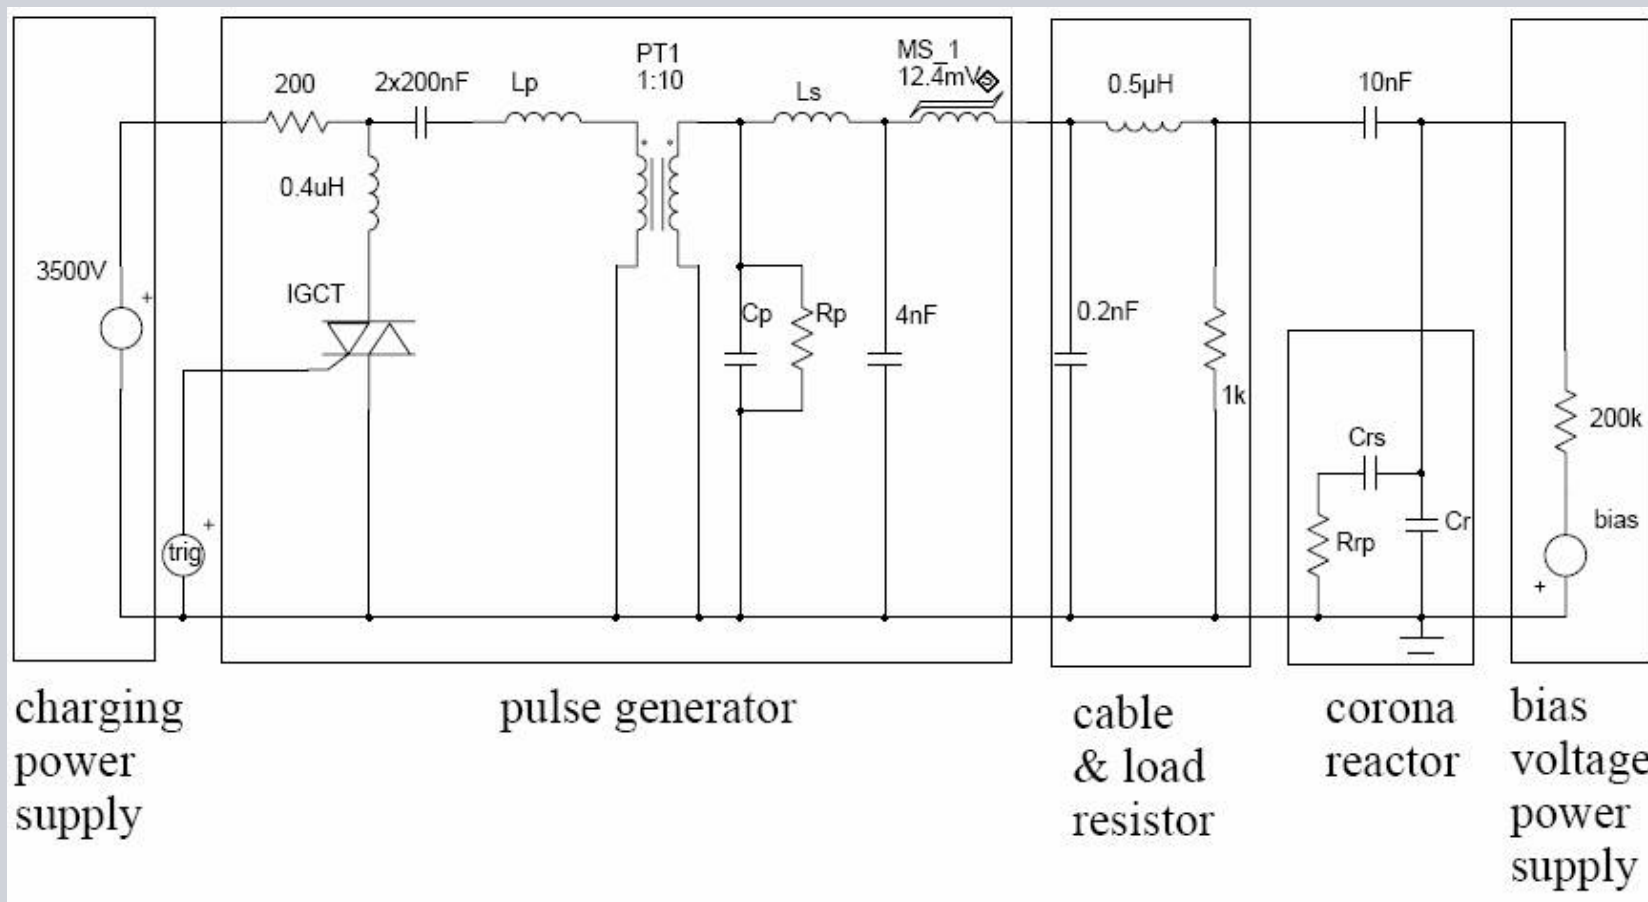 200
2x200nF
Lp
PT1
1:10
Ls
MS_1
12.4mV
0.5µH
10nF
0.4uH
3500V
+
IGCT
Cp
Rp
4nF
0.2nF
1k
200k
Crs
Cr
bias
Rrp
+
trig
+
charging
power
supply
pulse generator
cable
& load
resistor
corona
reactor
bias
voltage
power
supply